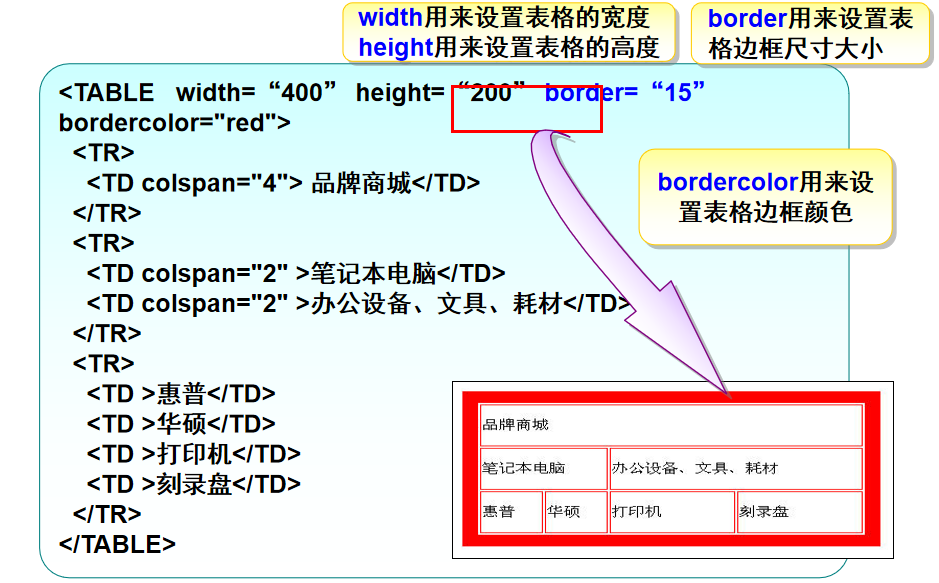 width用来设置表格的宽度
height用来设置表格的高度
border用来设置表
格边框尺寸大小
<TABLE width=“400” height=“200” border=“15”
bordercolor="red">
<TR>
<TD colspan="4"> 品牌商城</TD>
</TR>
<TR>
<TD colspan="2" >笔记本电脑</TD>
<TD colspan="2" >办公设备、文具、耗材</TD>
</TR>
<TR>
<TD >惠普</TD>
<TD >华硕</TD>
<TD >打印机</TD>
<TD >刻录盘</TD>
</TR>
</TABLE>
bordercolor用来设
置表格边框颜色
品牌商城
笔记本电脑 办公设备、文具、耗材
惠普 华硕 打印机 刻录盘